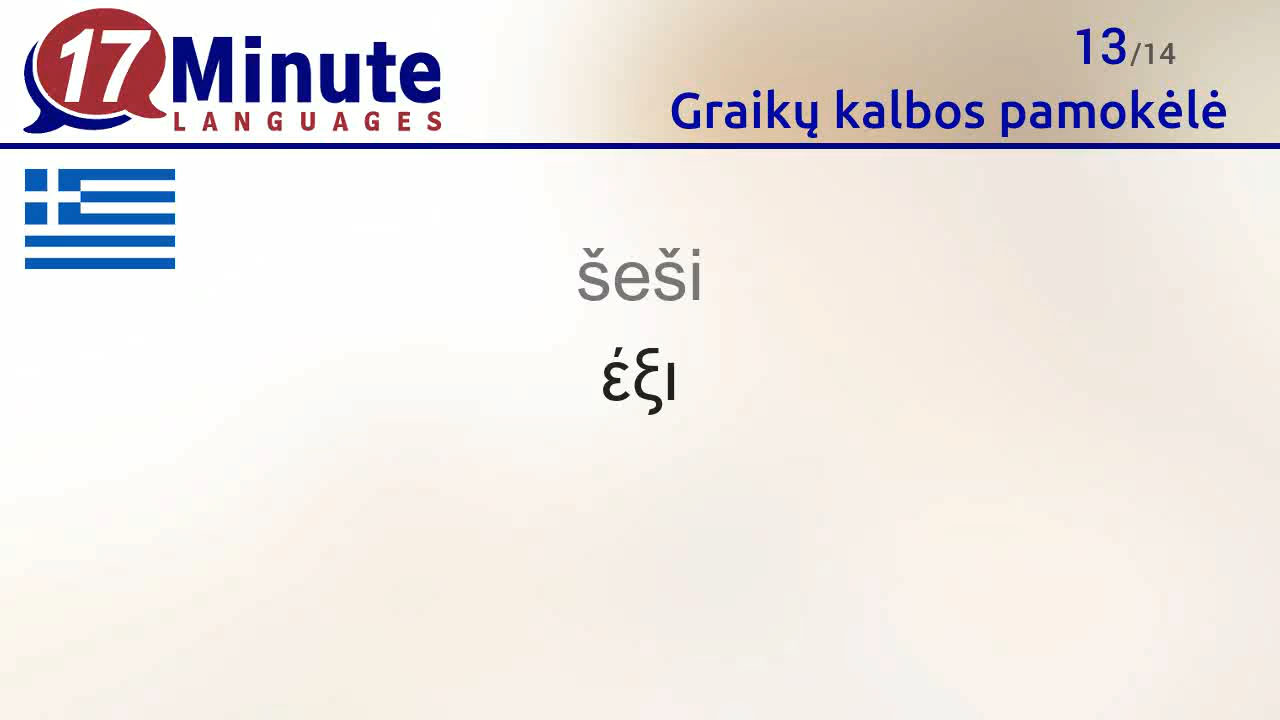 17 Minute
LANGUAGES
13/14
Graikų kalbos pamokėlė
šeši
έξι